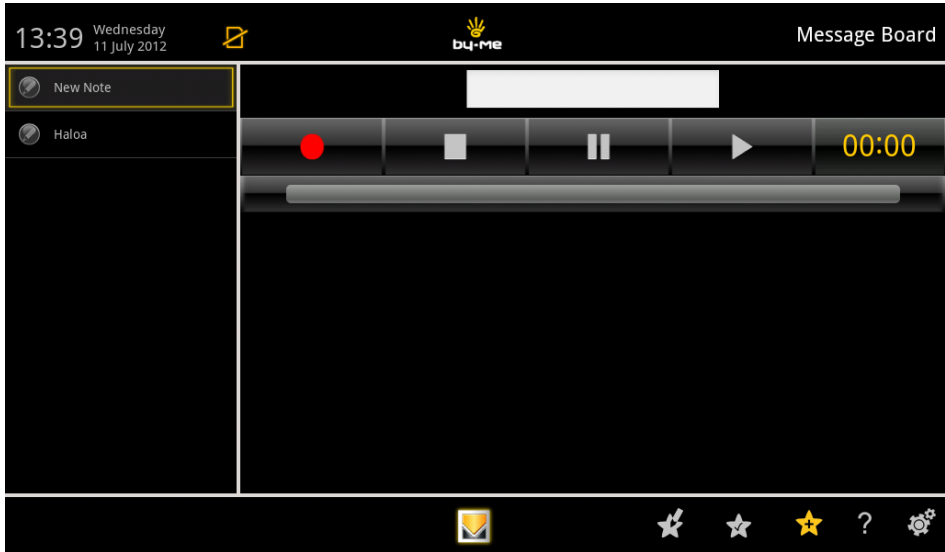 13:39
Wednesday
11 July 2012
by-me
Message Board
New Note
Haloa
00:00
?